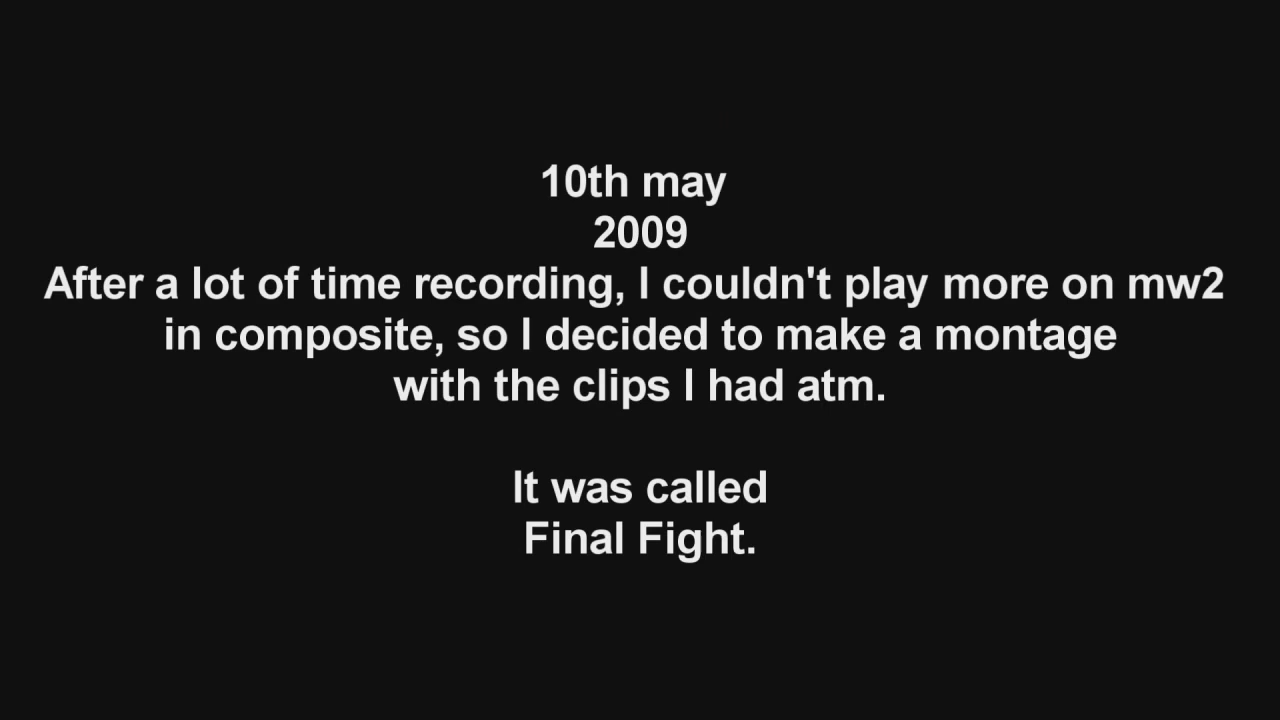 10th may
2009
After a lot of time recording, I couldn't play more on mw2
in composite, so I decided to make a montage
with the clips I had atm.
It was called
Final Fight.